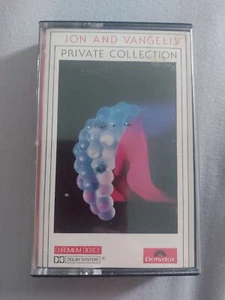 JON AND VANGELIS
PRIVATE COLLECTION
CHROMIUM DIOXIDE
DOLBY SYSTEM
Polydor